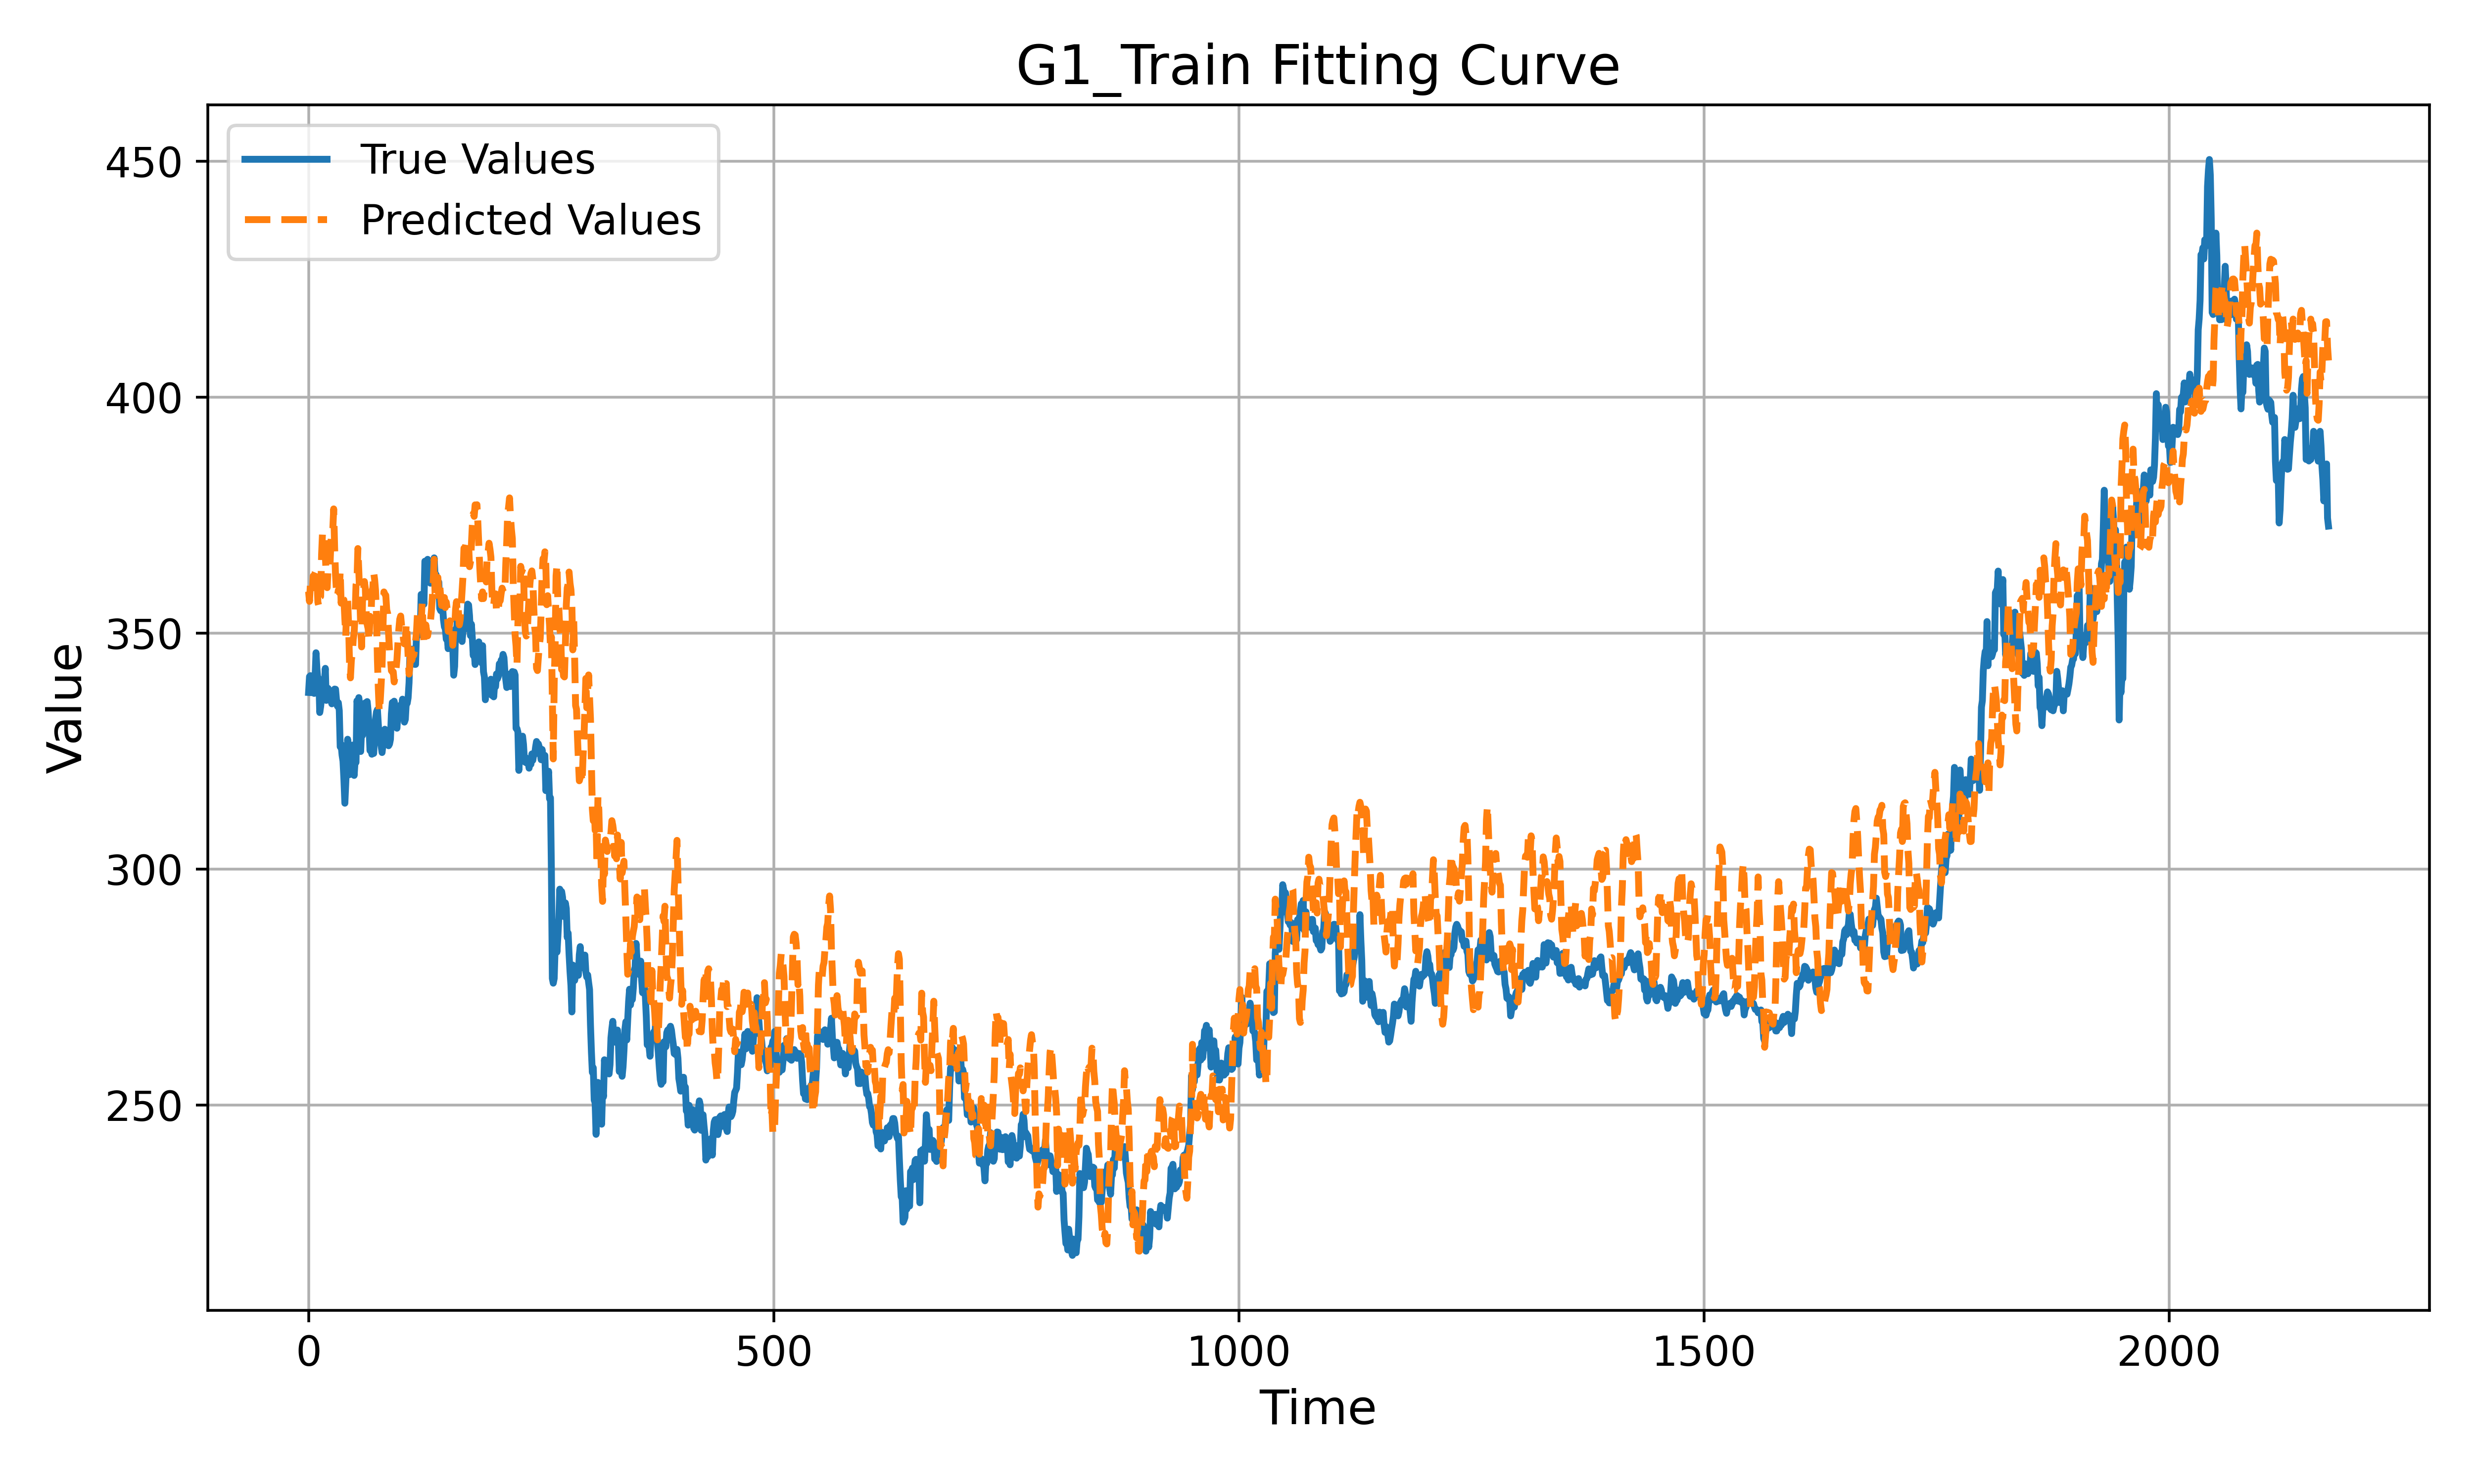 G1_Train Fitting Curve
True Values
Predicted Values
450
400
350
300
250
Value
0 500 1000 1500 2000
Time